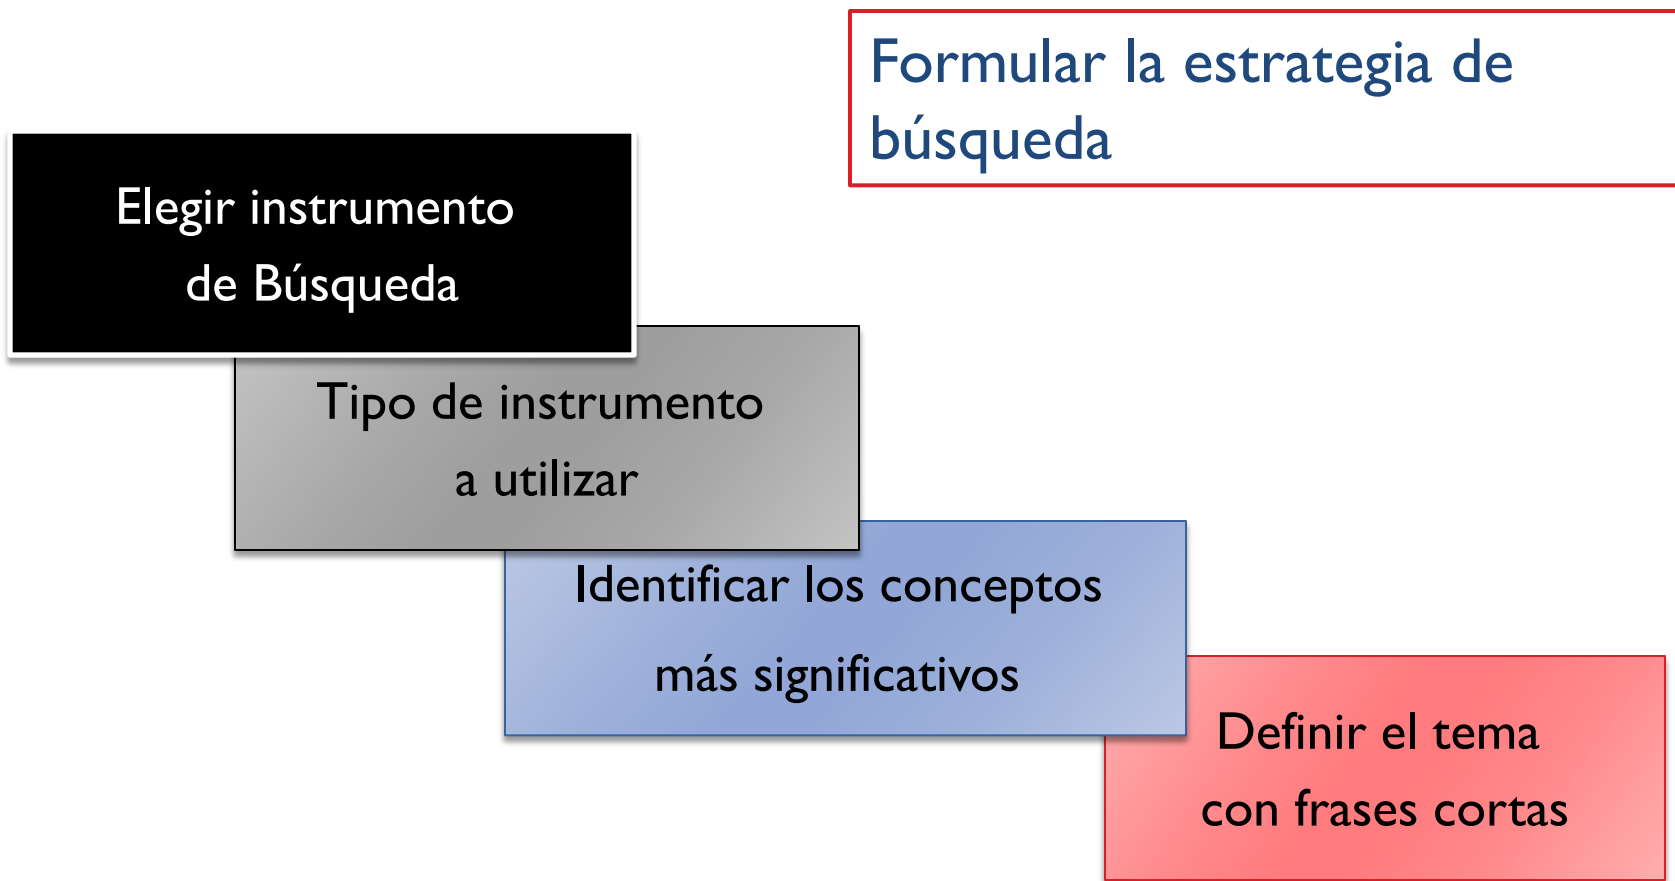 Formular la estrategia de
búsqueda
Elegir instrumento
de Búsqueda
Tipo de instrumento
a utilizar
Identificar los conceptos
más significativos
Definir el tema
con frases cortas